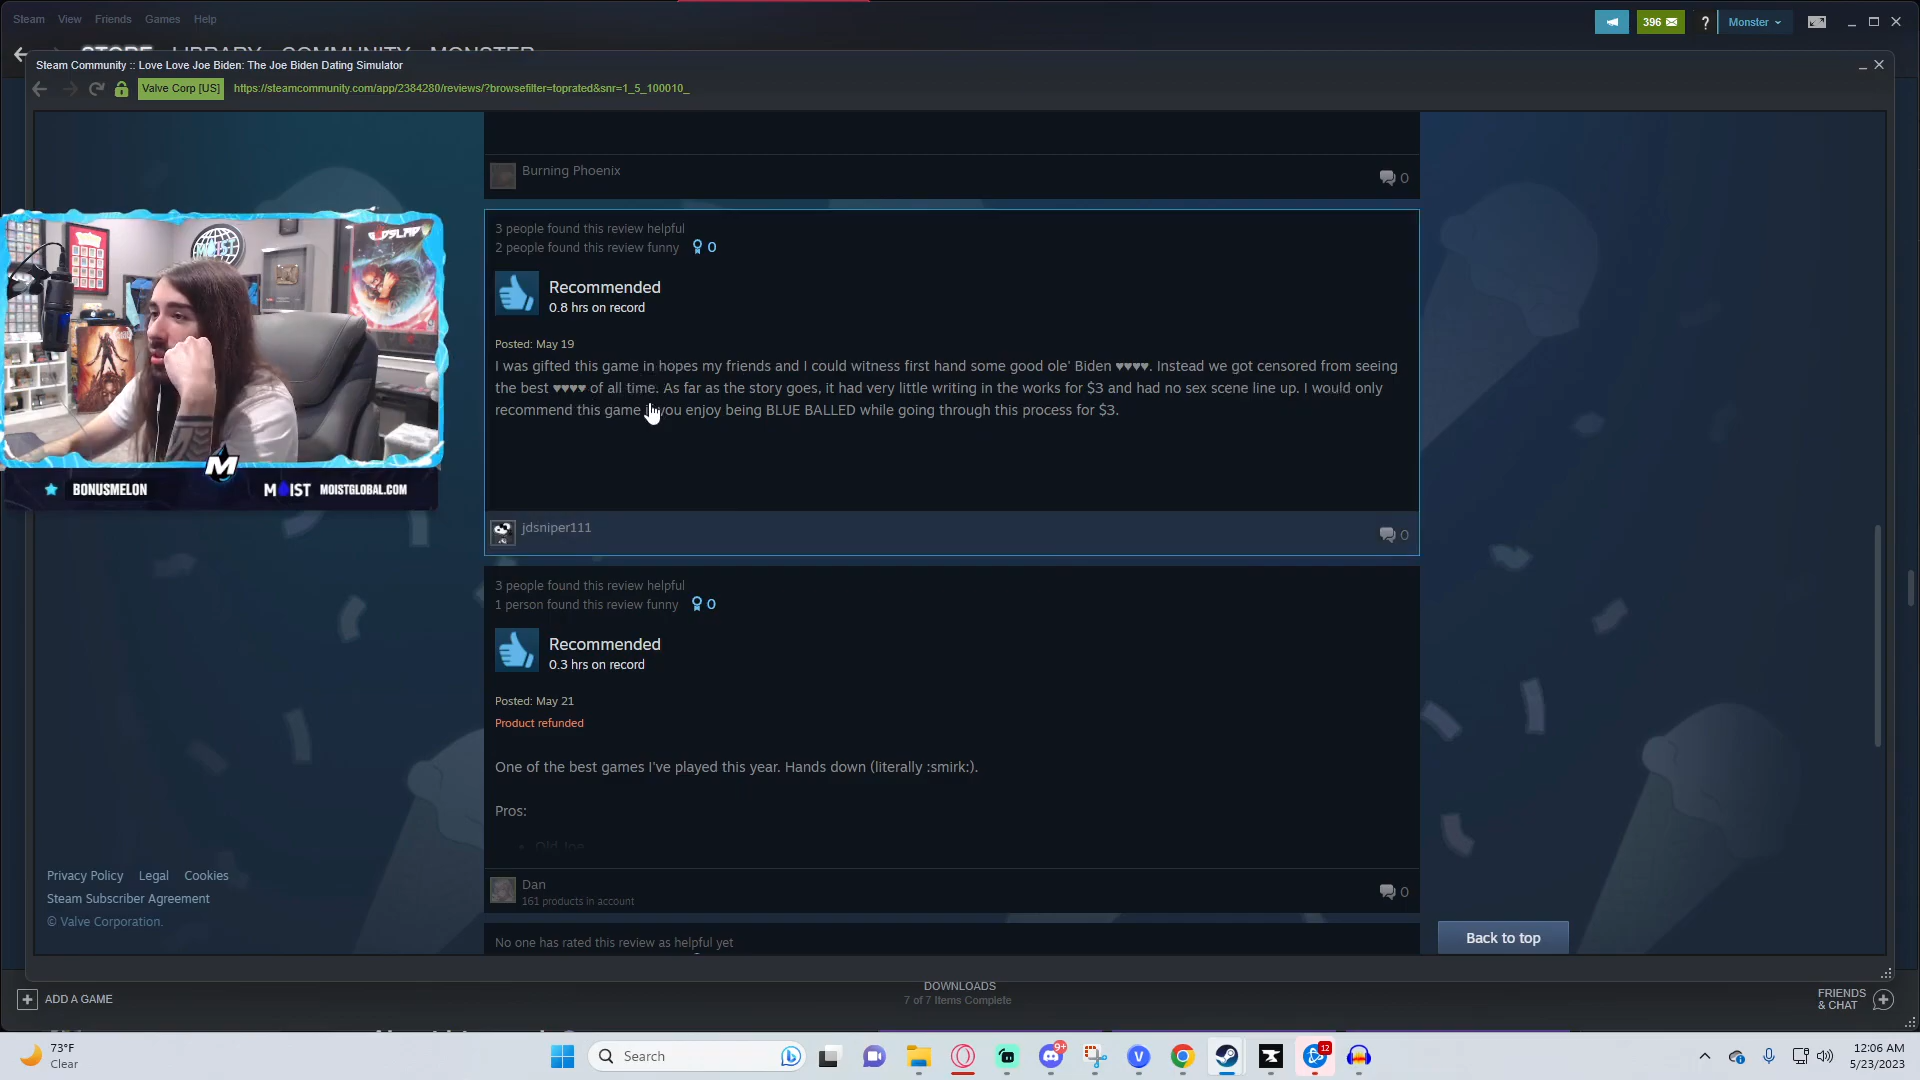 Steam View Friends Games Help
396
?
Monster
STORE LIBRARY COMMUNITY MONSTER
Steam Community :: Love Love Joe Biden: The Joe Biden Dating Simulator
Valve Corp [US] https://steamcommunity.com/app/2384280/reviews/?browsefilter=toprated&snr=1_5_100010_
Burning Phoenix
0
3 people found this review helpful
2 people found this review funny 0
Recommended
0.8 hrs on record
Posted: May 19
I was gifted this game in hopes my friends and I could witness first hand some good ole' Biden ♥♥♥♥. Instead we got censored from seeing
the best ♥♥♥♥ of all time. As far as the story goes, it had very little writing in the works for $3 and had no sex scene line up. I would only
recommend this game if you enjoy being BLUE BALLED while going through this process for $3.
jdsniper111
0
MOIST
GODSLAP
M
BONUSMELON MOIST MOISTGLOBAL.COM
3 people found this review helpful
1 person found this review funny 0
Recommended
0.3 hrs on record
Posted: May 21
Product refunded
One of the best games I've played this year. Hands down (literally :smirk:).
Pros:
• Old Joe
Dan
161 products in account
0
No one has rated this review as helpful yet
Privacy Policy Legal Cookies
Steam Subscriber Agreement
© Valve Corporation.
Back to top
ADD A GAME
DOWNLOADS
7 of 7 Items Complete
FRIENDS
& CHAT
73°F
Clear
Search
9+
12
12:06 AM
5/23/2023